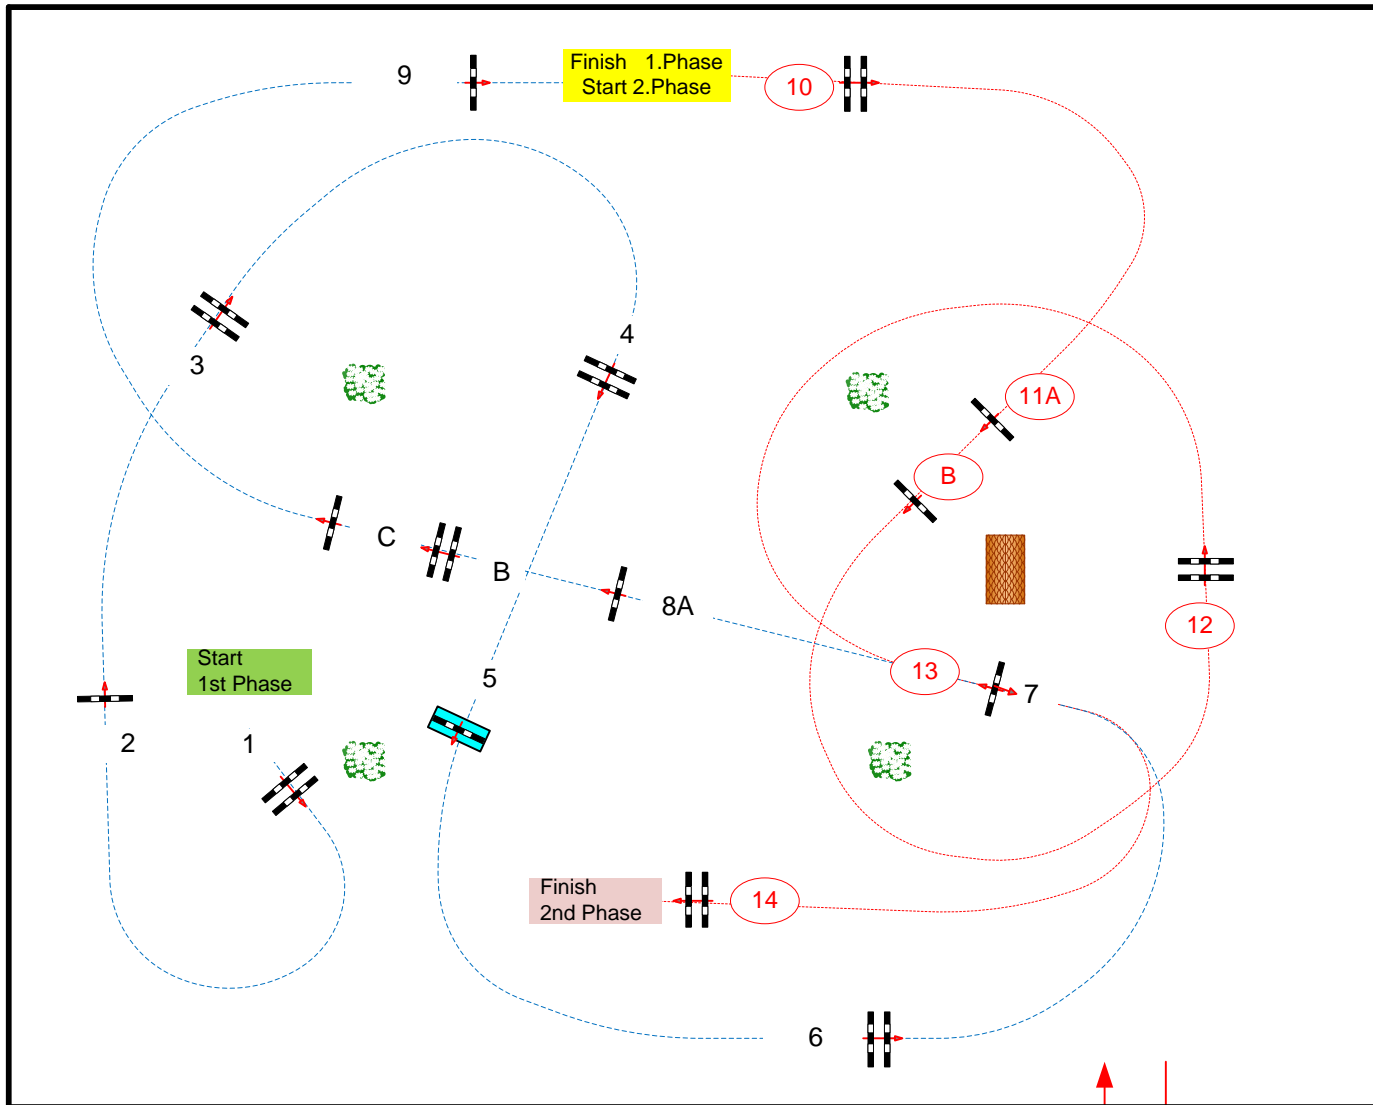 9
Finish 1.Phase
Start 2.Phase
10
4
3
11A
B
C
B
8A
12
Start
1st Phase
5
13
7
2
1
Finish
2nd Phase
14
6